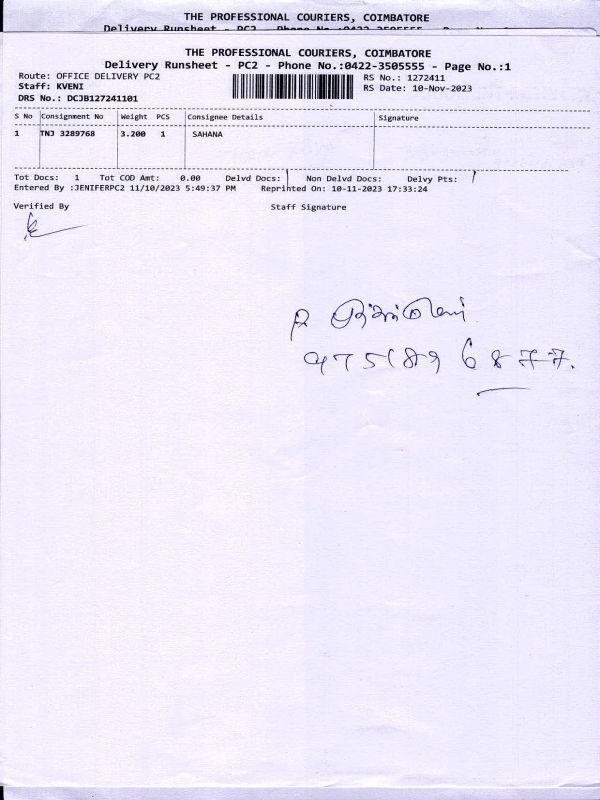 THE PROFESSIONAL COURIERS, COIMBATORE
THE PROFESSIONAL COURIERS, COIMBATORE
Delivery Runsheet - PC2 - Phone No.:0422-3505555 - Page No.:1
Route: OFFICE DELIVERY PC2
RS No.: 1272411
Staff: KVENI
RS Date: 10-Nov-2023
DRS No.: DCJB127241101
S No Consignment No Weight PCS Consignee Details Signature
1 TNJ 3289768 3.200 1 SAHANA
Tot Docs: 1 Tot COD Amt: 0.00 Delvd Docs: Non Delvd Docs: Delvy Pts:
Entered By :JENIFERPC2 11/10/2023 5:49:37 PM Reprinted On: 10-11-2023 17:33:24
Verified By Staff Signature